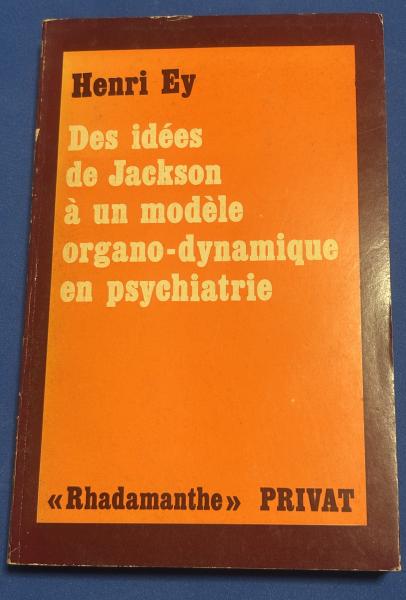 Henri Ey
Des idées
de Jackson
à un modèle
organo-dynamique
en psychiatrie
« Rhadamanthe » PRIVAT